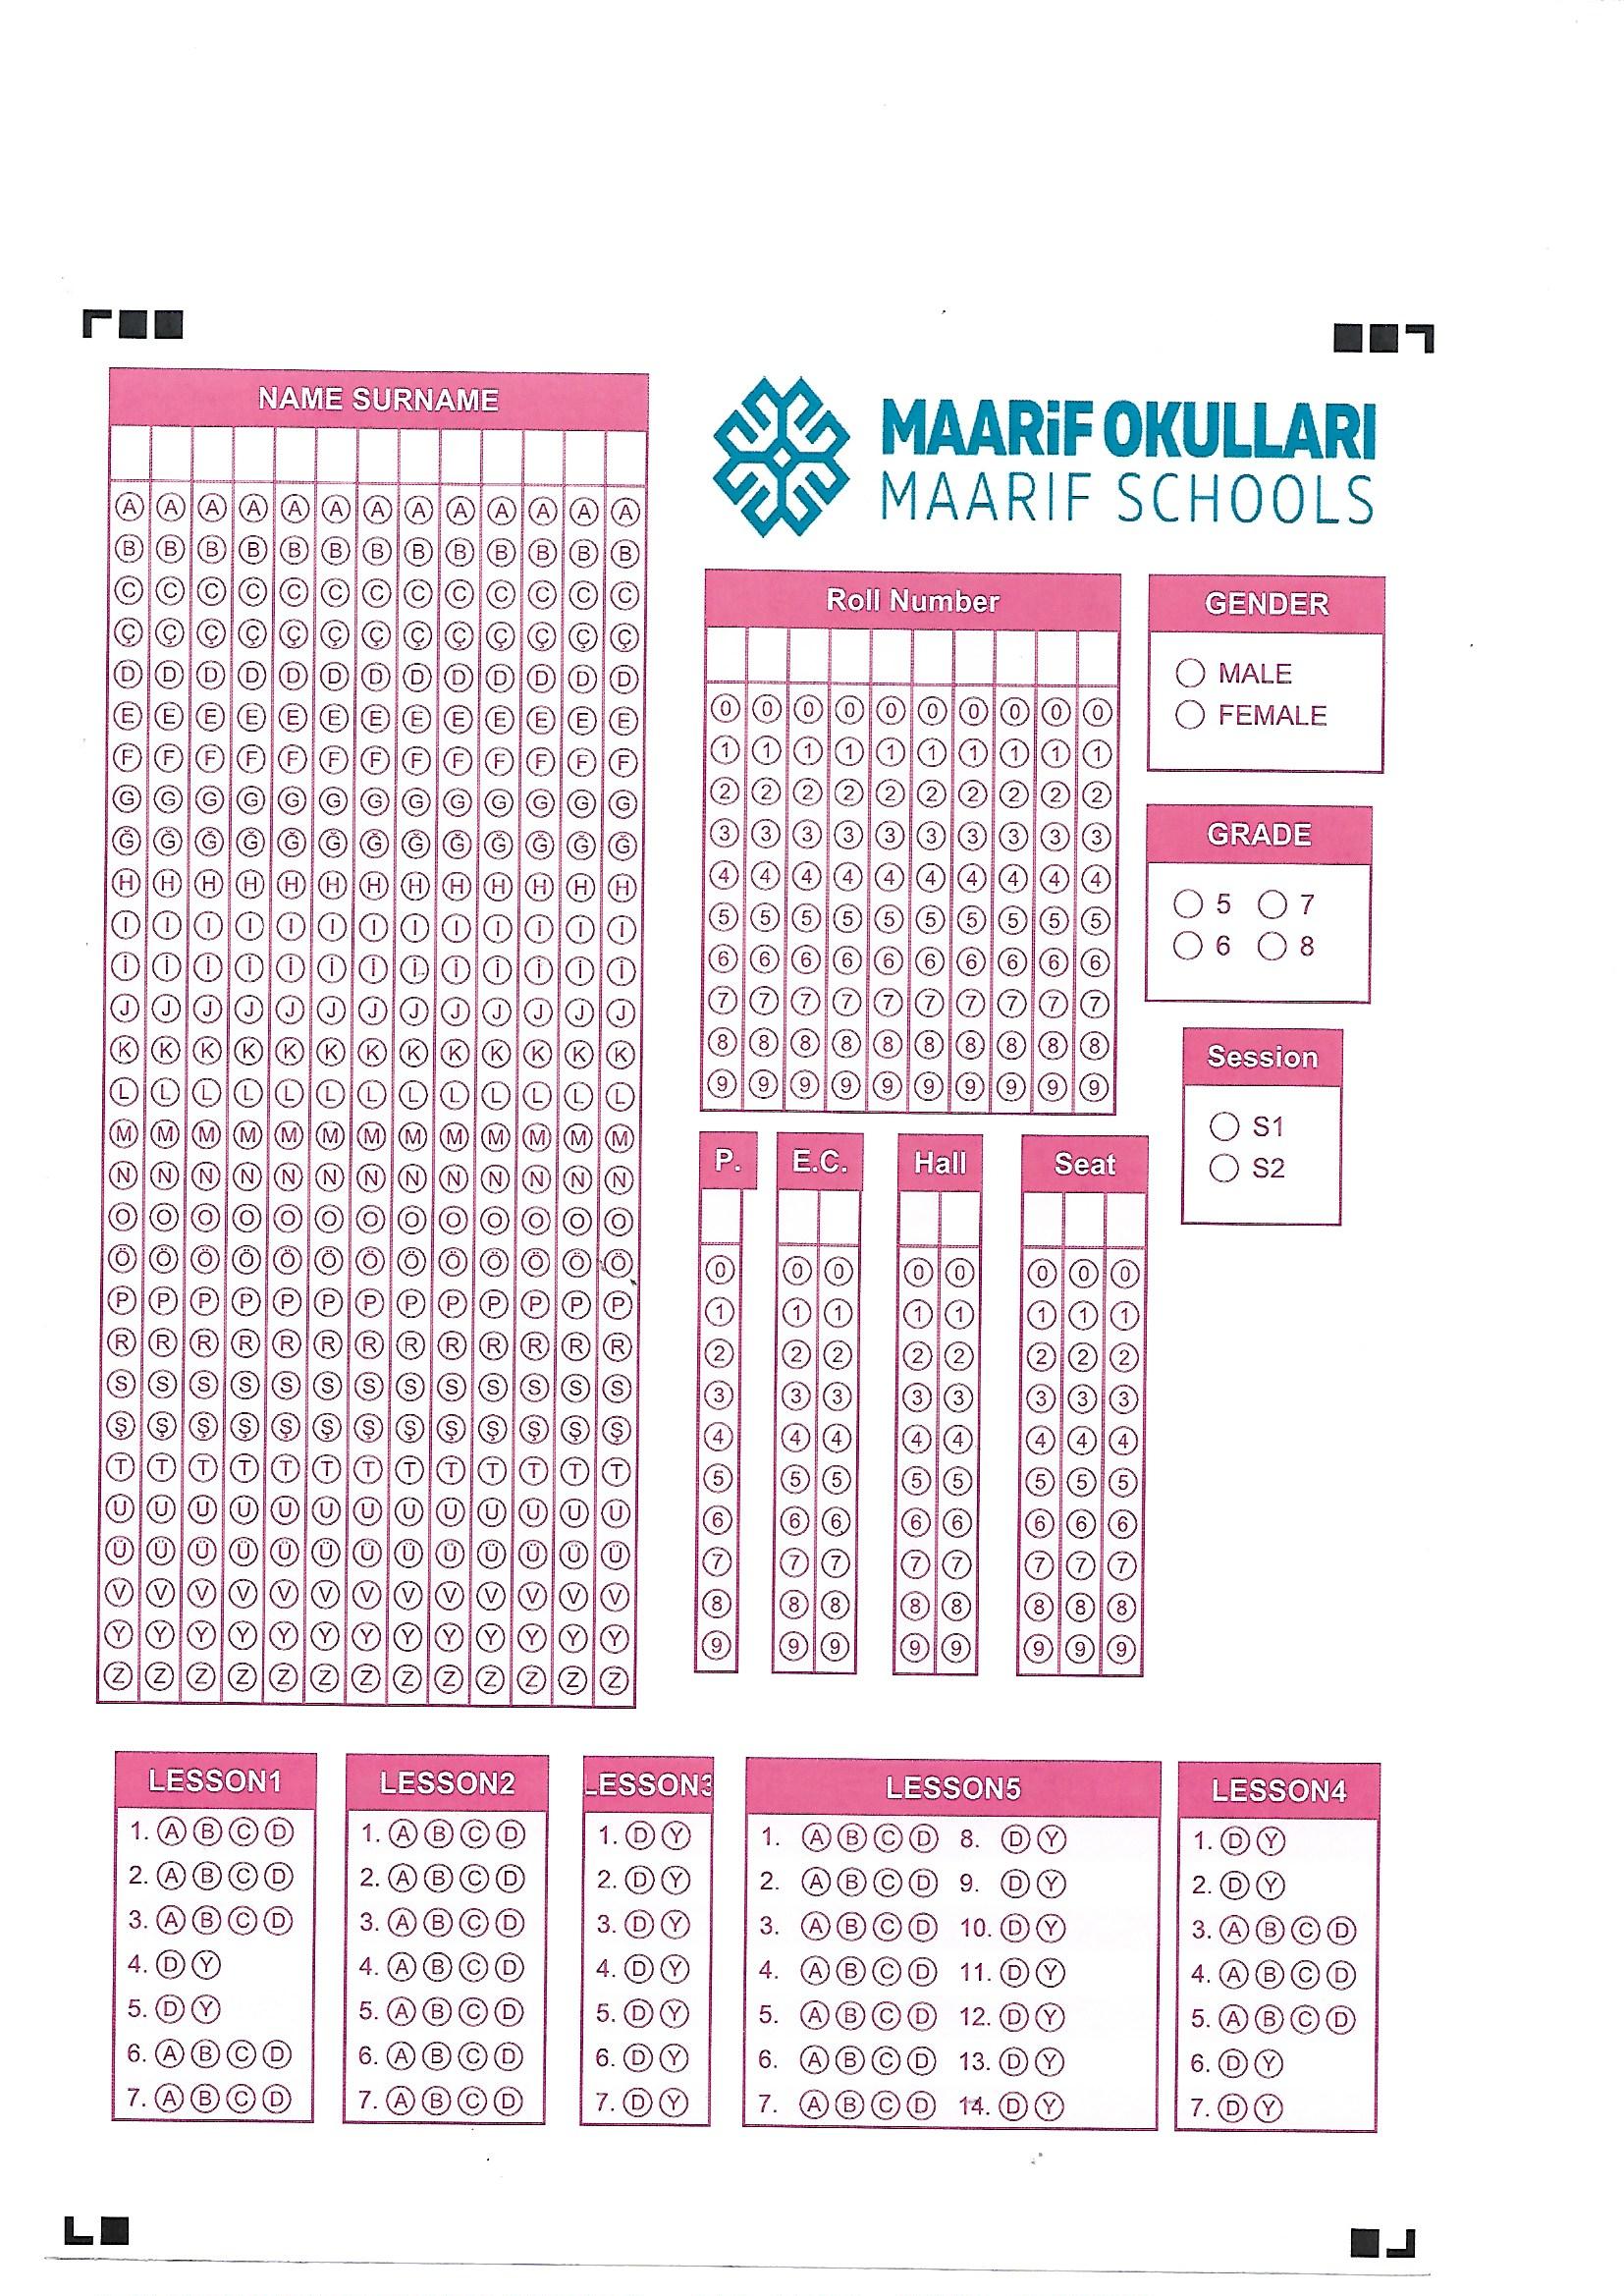 NAME SURNAME
A A A A A A A A A A A A A
B B B B B B B B B B B B B
C C C C C C C C C C C C C
Ç Ç Ç Ç Ç Ç Ç Ç Ç Ç Ç Ç Ç
D D D D D D D D D D D D D
E E E E E E E E E E E E E
F F F F F F F F F F F F F
G G G G G G G G G G G G G
Ğ Ğ Ğ Ğ Ğ Ğ Ğ Ğ Ğ Ğ Ğ Ğ Ğ
H H H H H H H H H H H H H
I I I I I I I I I I I I I
İ İ İ İ İ İ İ İ İ İ İ İ İ
J J J J J J J J J J J J J
K K K K K K K K K K K K K
L L L L L L L L L L L L L
M M M M M M M M M M M M M
N N N N N N N N N N N N N
O O O O O O O O O O O O O
Ö Ö Ö Ö Ö Ö Ö Ö Ö Ö Ö Ö Ö
P P P P P P P P P P P P P
R R R R R R R R R R R R R
S S S S S S S S S S S S S
Ş Ş Ş Ş Ş Ş Ş Ş Ş Ş Ş Ş Ş
T T T T T T T T T T T T T
U U U U U U U U U U U U U
Ü Ü Ü Ü Ü Ü Ü Ü Ü Ü Ü Ü Ü
V V V V V V V V V V V V V
Y Y Y Y Y Y Y Y Y Y Y Y Y
Z Z Z Z Z Z Z Z Z Z Z Z Z
MAARiF OKULLARI
MAARIF SCHOOLS
Roll Number
0 0 0 0 0 0 0 0 0 0
1 1 1 1 1 1 1 1 1 1
2 2 2 2 2 2 2 2 2 2
3 3 3 3 3 3 3 3 3 3
4 4 4 4 4 4 4 4 4 4
5 5 5 5 5 5 5 5 5 5
6 6 6 6 6 6 6 6 6 6
7 7 7 7 7 7 7 7 7 7
8 8 8 8 8 8 8 8 8 8
9 9 9 9 9 9 9 9 9 9
GENDER
MALE
FEMALE
GRADE
5 7
6 8
Session
S1
S2
P. E.C. Hall Seat
0 0 0 0 0 0 0 0
1 1 1 1 1 1 1 1
2 2 2 2 2 2 2 2
3 3 3 3 3 3 3 3
4 4 4 4 4 4 4 4
5 5 5 5 5 5 5 5
6 6 6 6 6 6 6 6
7 7 7 7 7 7 7 7
8 8 8 8 8 8 8 8
9 9 9 9 9 9 9 9
LESSON1
1. A B C D
2. A B C D
3. A B C D
4. D Y
5. D Y
6. A B C D
7. A B C D
LESSON2
1. A B C D
2. A B C D
3. A B C D
4. A B C D
5. A B C D
6. A B C D
7. A B C D
LESSON3
1. D Y
2. D Y
3. D Y
4. D Y
5. D Y
6. D Y
7. D Y
LESSON5
1. A B C D 8. D Y
2. A B C D 9. D Y
3. A B C D 10. D Y
4. A B C D 11. D Y
5. A B C D 12. D Y
6. A B C D 13. D Y
7. A B C D 14. D Y
LESSON4
1. D Y
2. D Y
3. A B C D
4. A B C D
5. A B C D
6. D Y
7. D Y